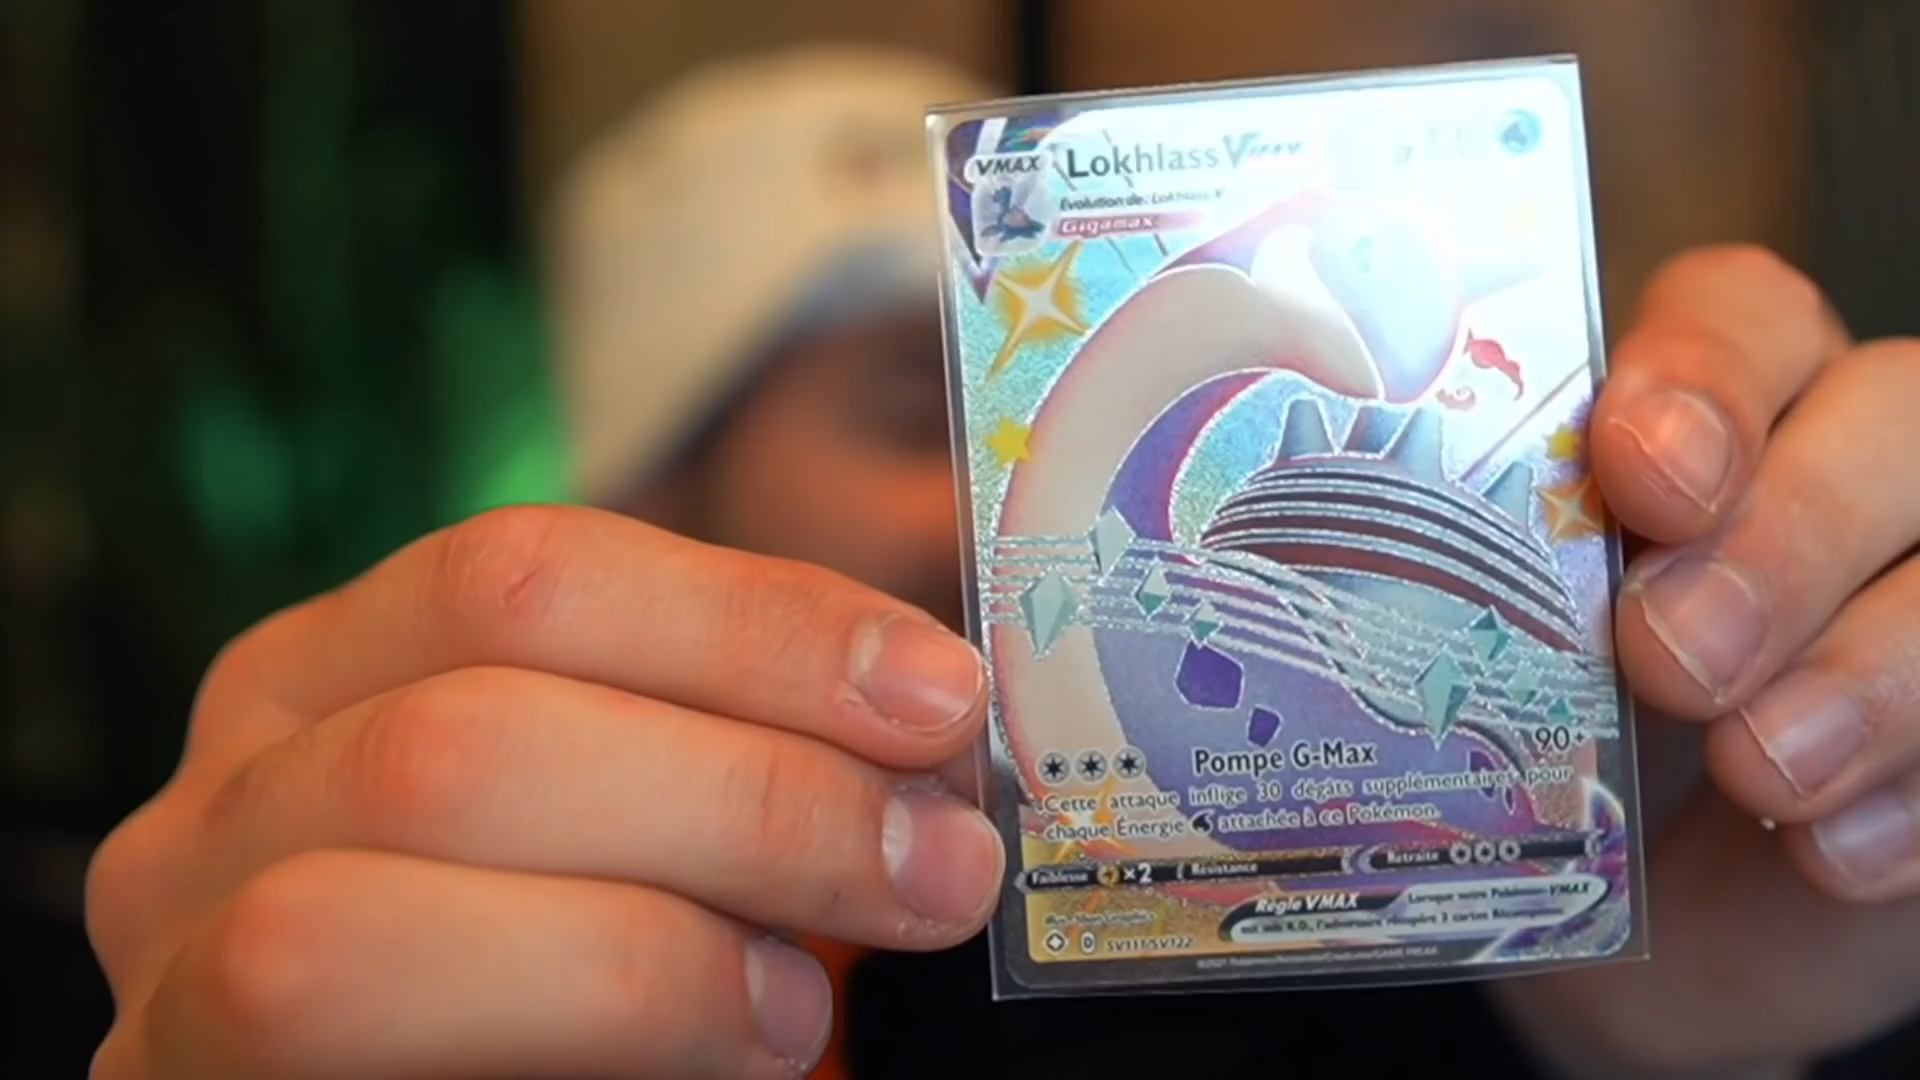 VMAX Lokhlass
Évolution de Lokhlass V
Gigamax
Pompe G-Max 90+
Cette attaque inflige 30 dégâts supplémentaires pour
chaque Énergie attachée à ce Pokémon.
Faiblesse ×2 Résistance Retraite
Règle VMAX Lorsque votre Pokémon VMAX
est mis K.O., l'adversaire récupère 3 cartes Récompense.
D SV111/SV122